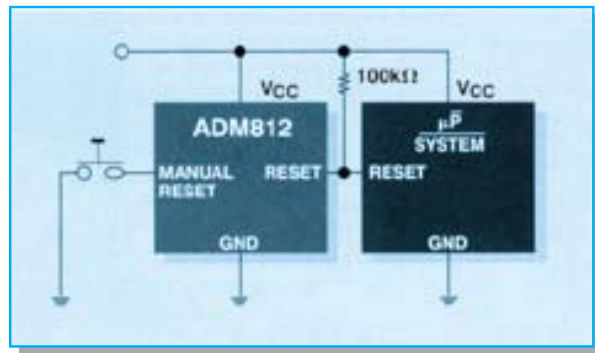 100kΩ
VCC
VCC
ADM812
µP
SYSTEM
MANUAL
RESET
RESET
RESET
GND
GND